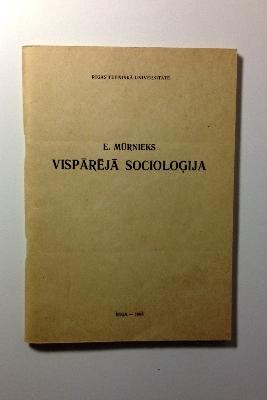 RĪGAS TEHNISKĀ UNIVERSITĀTE
E. MŪRNIEKS
VISPĀRĒJĀ SOCIOLOĢIJA
RĪGA —